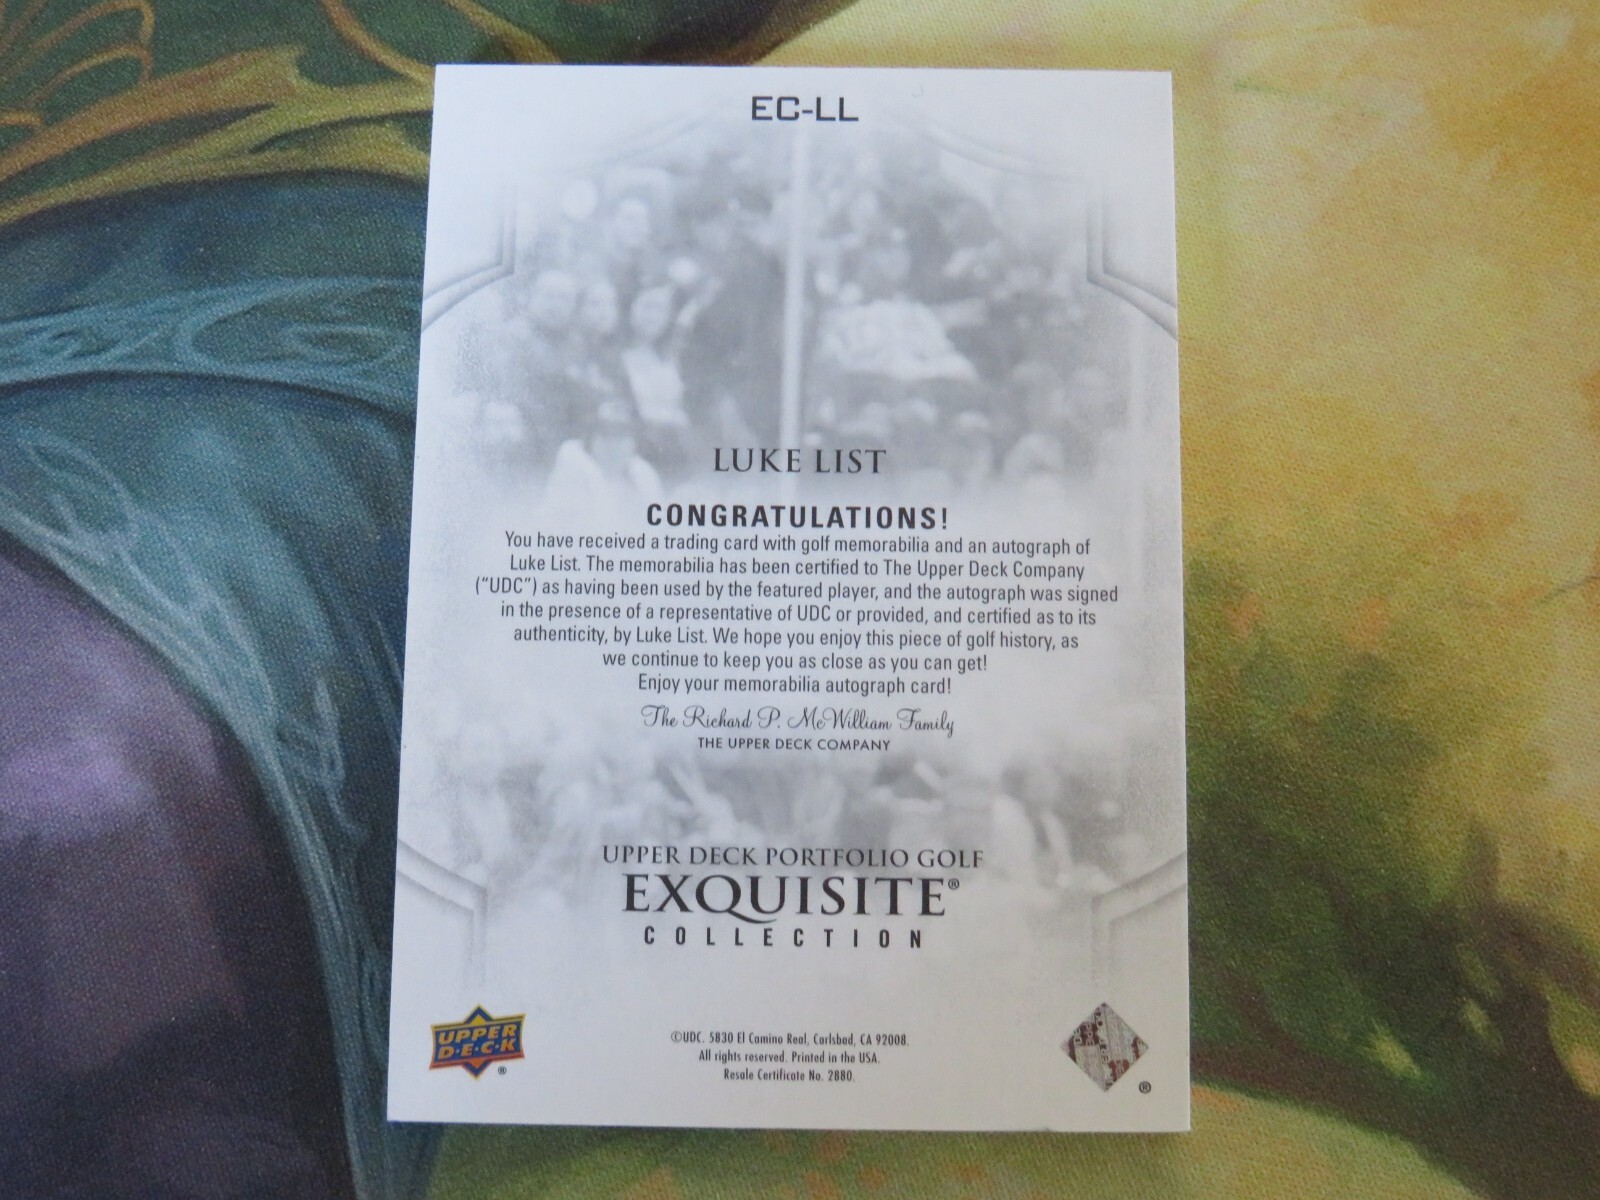 EC-LL
LUKE LIST
CONGRATULATIONS!
You have received a trading card with golf memorabilia and an autograph of
Luke List. The memorabilia has been certified to The Upper Deck Company
("UDC") as having been used by the featured player, and the autograph was signed
in the presence of a representative of UDC or provided, and certified as to its
authenticity, by Luke List. We hope you enjoy this piece of golf history, as
we continue to keep you as close as you can get!
Enjoy your memorabilia autograph card!
The Richard P. McWilliam Family
THE UPPER DECK COMPANY
UPPER DECK PORTFOLIO GOLF
EXQUISITE®
COLLECTION
UPPER
D·E·C·K
®
©UDC. 5830 El Camino Real, Carlsbad, CA 92008.
All rights reserved. Printed in the USA.
Resale Certificate No. 2880.
®